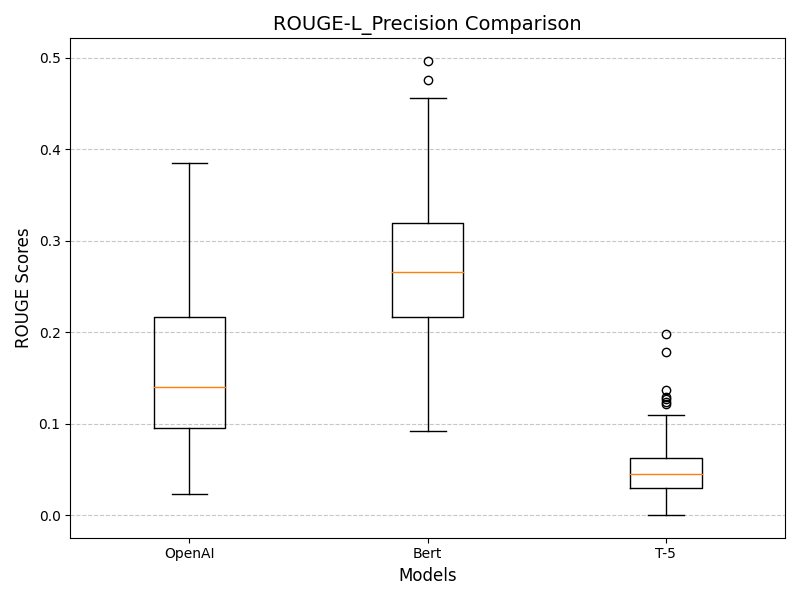 ROUGE-L_Precision Comparison
ROUGE Scores
0.5
0.4
0.3
0.2
0.1
0.0
OpenAI
Bert
T-5
Models